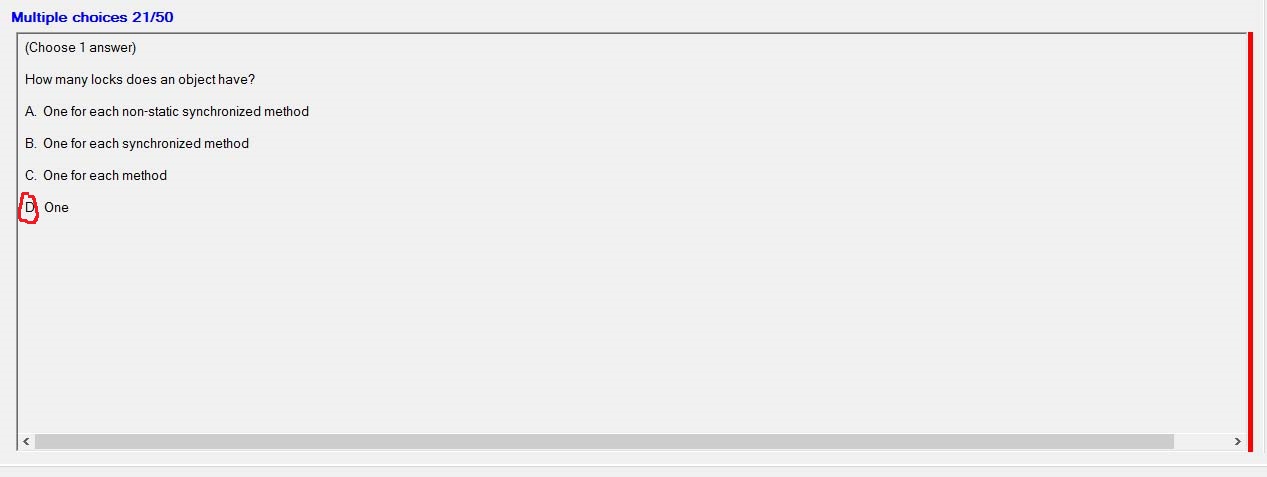 Multiple choices 21/50
(Choose 1 answer)
How many locks does an object have?
A. One for each non-static synchronized method
B. One for each synchronized method
C. One for each method
D. One